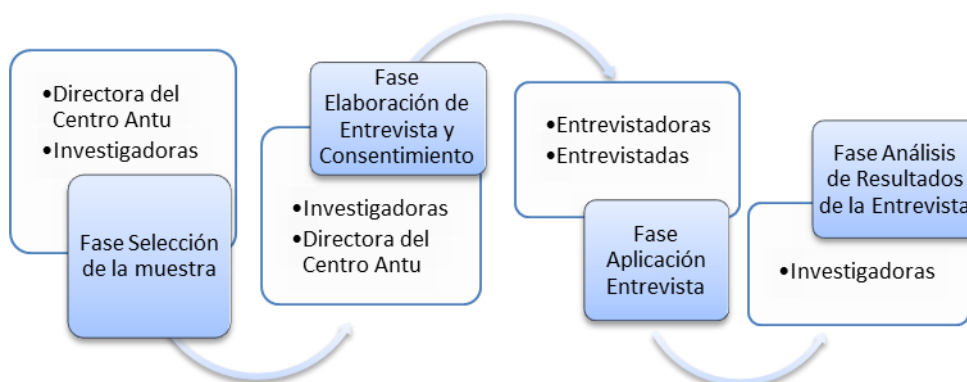 •Directora del
Centro Antu
•Investigadoras
Fase Selección
de la muestra
Fase
Elaboración de
Entrevista y
Consentimiento
•Investigadoras
•Directora del
Centro Antu
•Entrevistadoras
•Entrevistadas
Fase
Aplicación
Entrevista
Fase Análisis
de Resultados
de la Entrevista
•Investigadoras